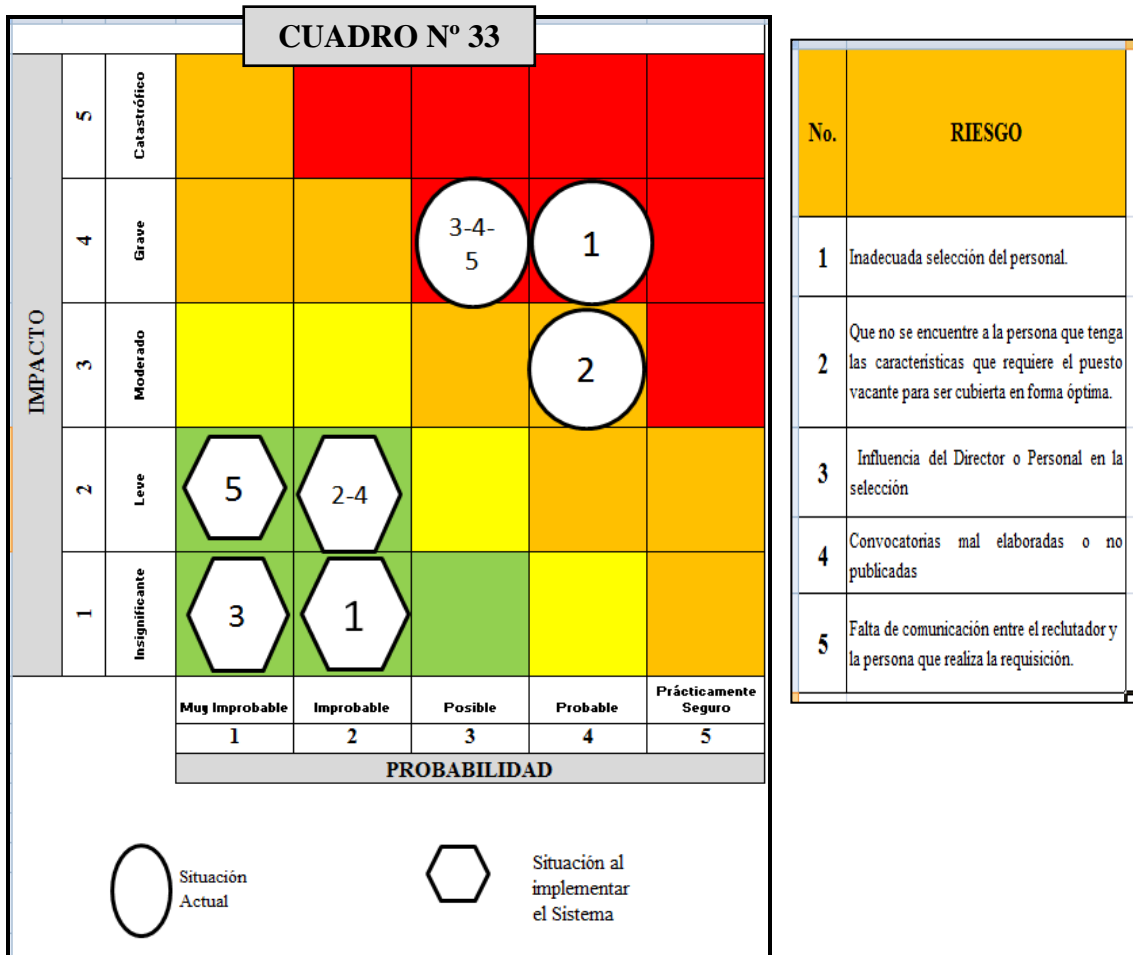 CUADRO Nº 33
IMPACTO
5
Catastrófico
4
Grave
3-4-
5
1
3
Moderado
2
2
Leve
5
2-4
1
Insignificante
3
1
Muy Improbable
Improbable
Posible
Probable
Prácticamente
Seguro
1
2
3
4
5
PROBABILIDAD
Situación
Actual
Situación al
implementar
el Sistema
No.
RIESGO
1
Inadecuada selección del personal.
2
Que no se encuentre a la persona que tenga
las características que requiere el puesto
vacante para ser cubierta en forma óptima.
3
Influencia del Director o Personal en la
selección
4
Convocatorias mal elaboradas o no
publicadas
5
Falta de comunicación entre el reclutador y
la persona que realiza la requisición.